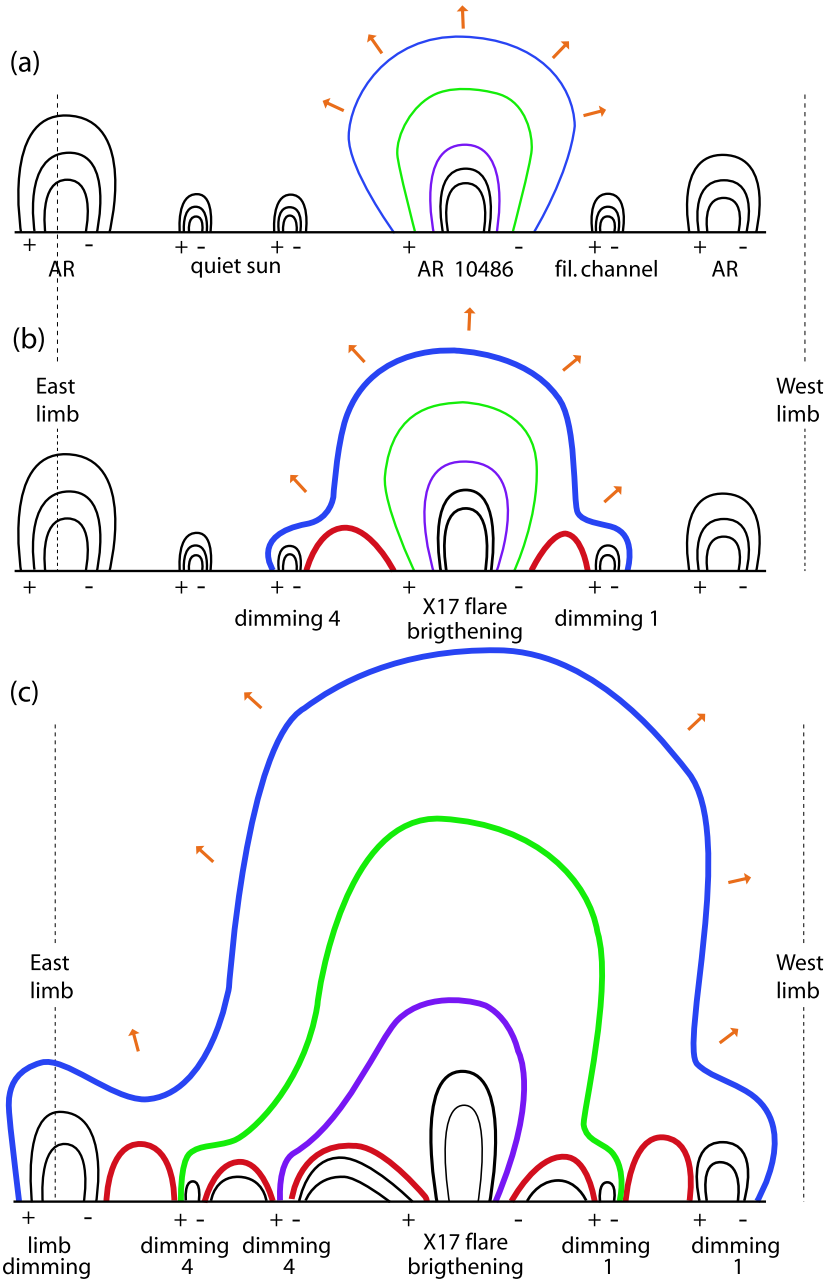 (a)
+ - + - + - + - + - + -
AR quiet sun AR 10486 fil. channel AR
(b)
East
limb
West
limb
+ - + - + - + - + - + -
dimming 4 X17 flare
brigthening dimming 1
(c)
East
limb
West
limb
+ - + - + - + - + - + -
limb
dimming
dimming
4
dimming
4
X17 flare
brigthening
dimming
1
dimming
1